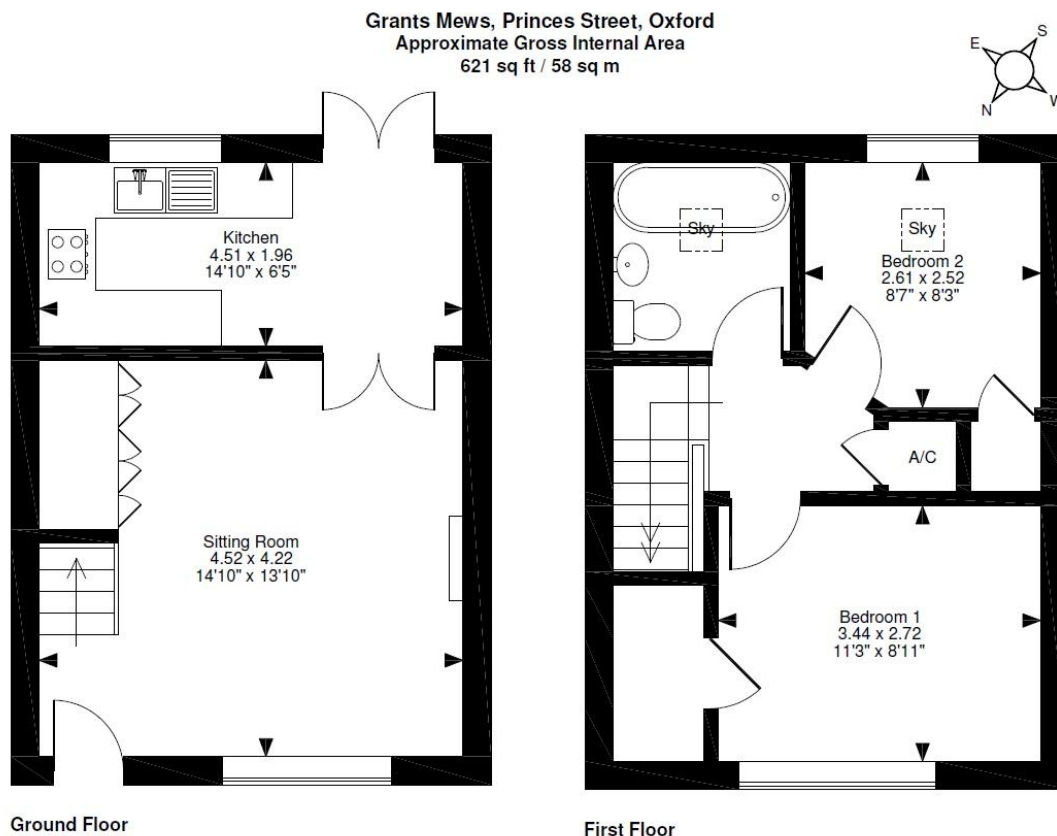 Grants Mews, Princes Street, Oxford
Approximate Gross Internal Area
621 sq ft / 58 sq m
S
E
W
N
Kitchen
4.51 x 1.96
14'10" x 6'5"
Sitting Room
4.52 x 4.22
14'10" x 13'10"
Ground Floor
Sky
Sky
Bedroom 2
2.61 x 2.52
8'7" x 8'3"
A/C
Bedroom 1
3.44 x 2.72
11'3" x 8'11"
First Floor